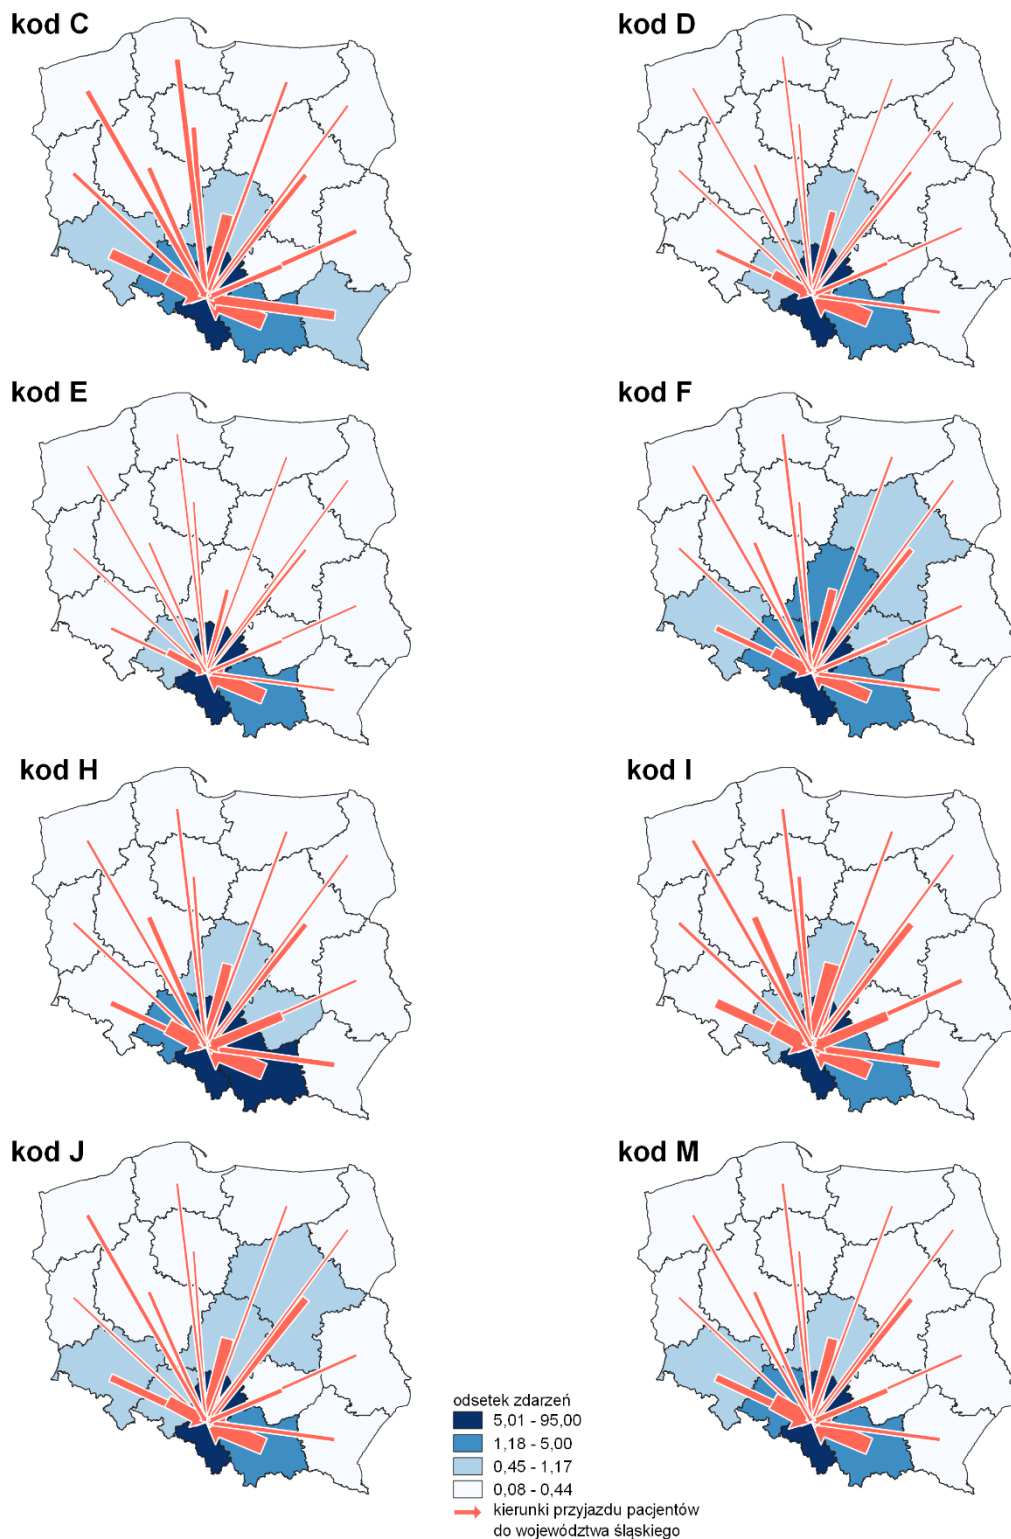 kod C
kod D
kod E
kod F
kod H
kod I
kod J
kod M
odsetek zdarzeń
5,01 - 95,00
1,18 - 5,00
0,45 - 1,17
0,08 - 0,44
kierunki przyjazdu pacjentów
do województwa śląskiego